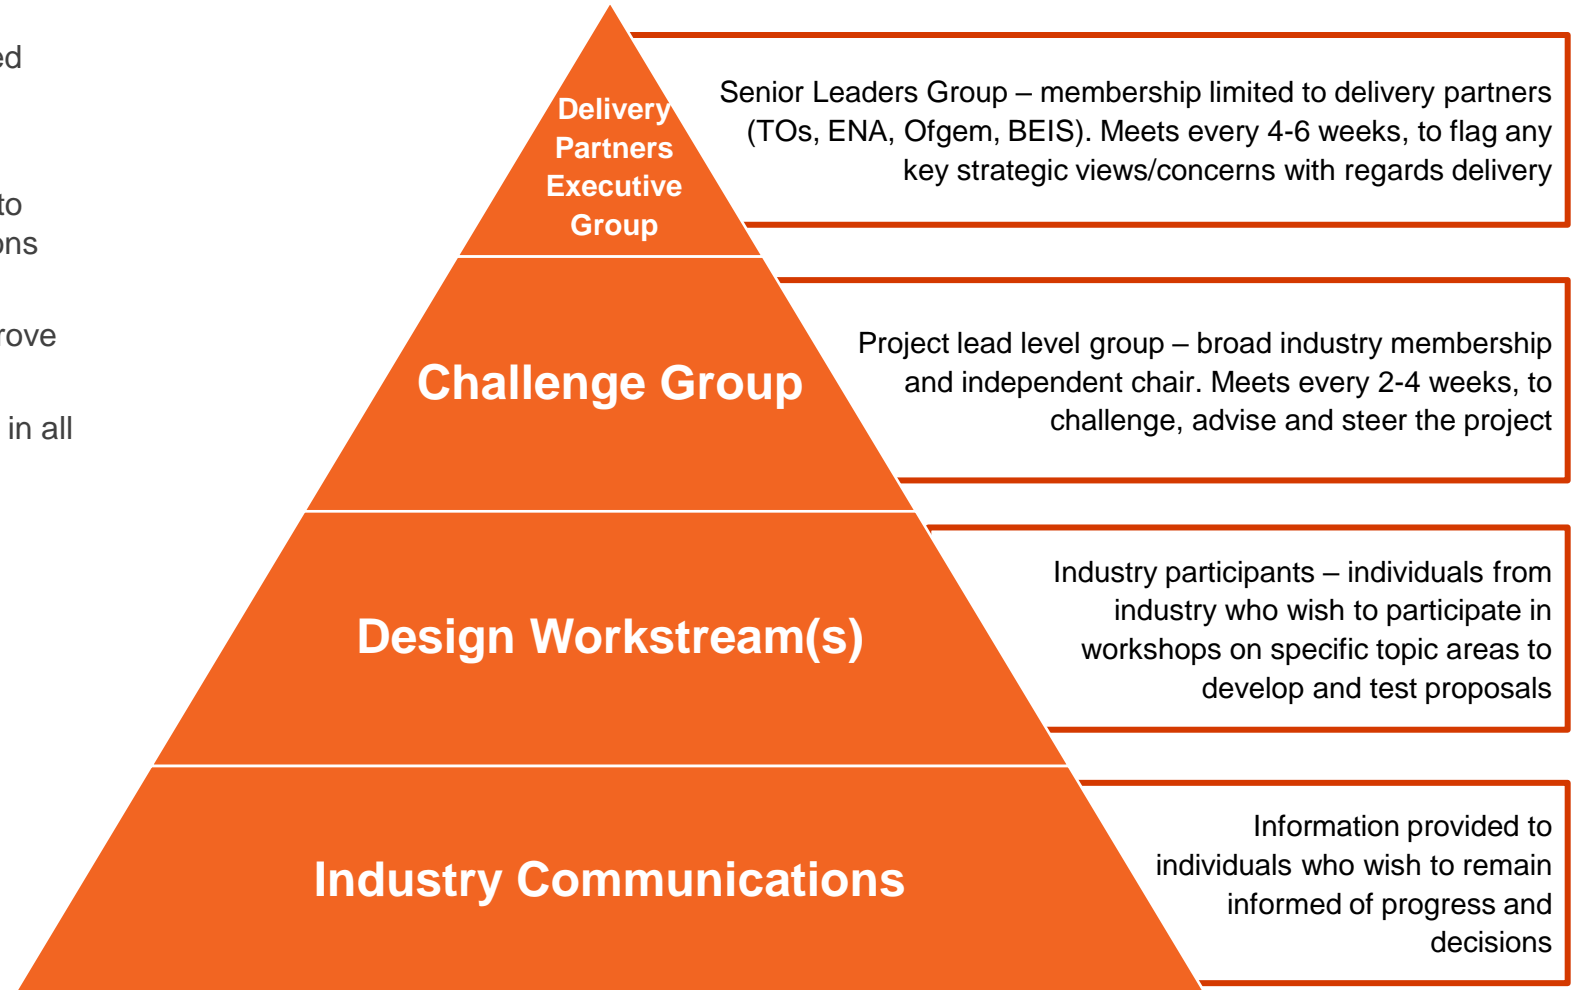 ed
to
ons
rove
in all
Delivery
Partners
Executive
Group
Senior Leaders Group – membership limited to delivery partners
(TOs, ENA, Ofgem, BEIS). Meets every 4-6 weeks, to flag any
key strategic views/concerns with regards delivery
Challenge Group
Project lead level group – broad industry membership
and independent chair. Meets every 2-4 weeks, to
challenge, advise and steer the project
Design Workstream(s)
Industry participants – individuals from
industry who wish to participate in
workshops on specific topic areas to
develop and test proposals
Industry Communications
Information provided to
individuals who wish to remain
informed of progress and
decisions